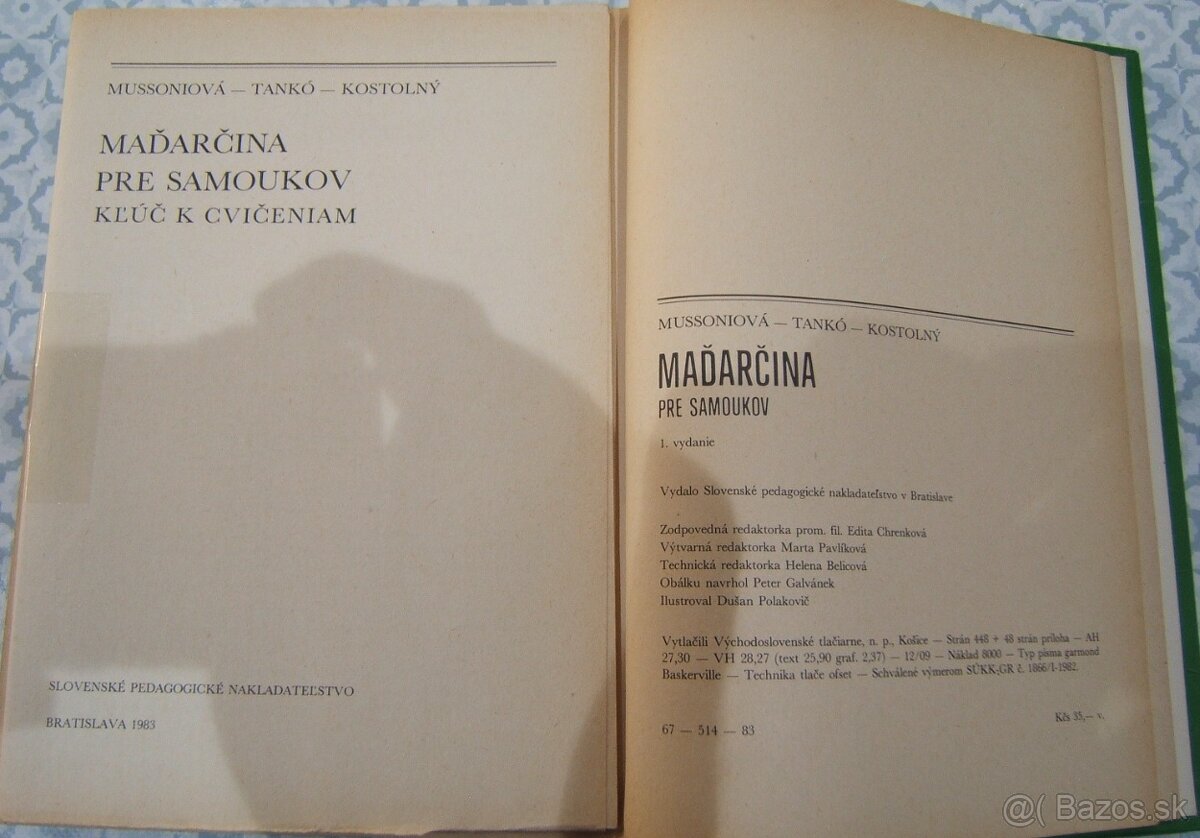 MUSSONIOVÁ — TANKÓ — KOSTOLNÝ
MAĎARČINA
PRE SAMOUKOV
KĽÚČ K CVIČENIAM
SLOVENSKÉ PEDAGOGICKÉ NAKLADATEĽSTVO
BRATISLAVA 1983
MUSSONIOVÁ — TANKÓ — KOSTOLNÝ
MAĎARČINA
PRE SAMOUKOV
1. vydanie
Vydalo Slovenské pedagogické nakladateľstvo v Bratislave
Zodpovedná redaktorka prom. fil. Edita Chrenková
Výtvarná redaktorka Marta Pavlíková
Technická redaktorka Helena Belicová
Obálku navrhol Peter Galvánek
Ilustroval Dušan Polakovič
Vytlačili Východoslovenské tlačiarne, n. p., Košice — Strán 448 + 48 strán príloha — AH
27,30 — VH 28,27 (text 25,90 graf. 2,37) — 12/09 — Náklad 8000 — Typ písma garmond
Baskerville — Technika tlače ofset — Schválené výmerom SÚKK-GR č. 1866/I-1982.
67 — 514 — 83
Kčs 35,— v.
@( Bazos.sk